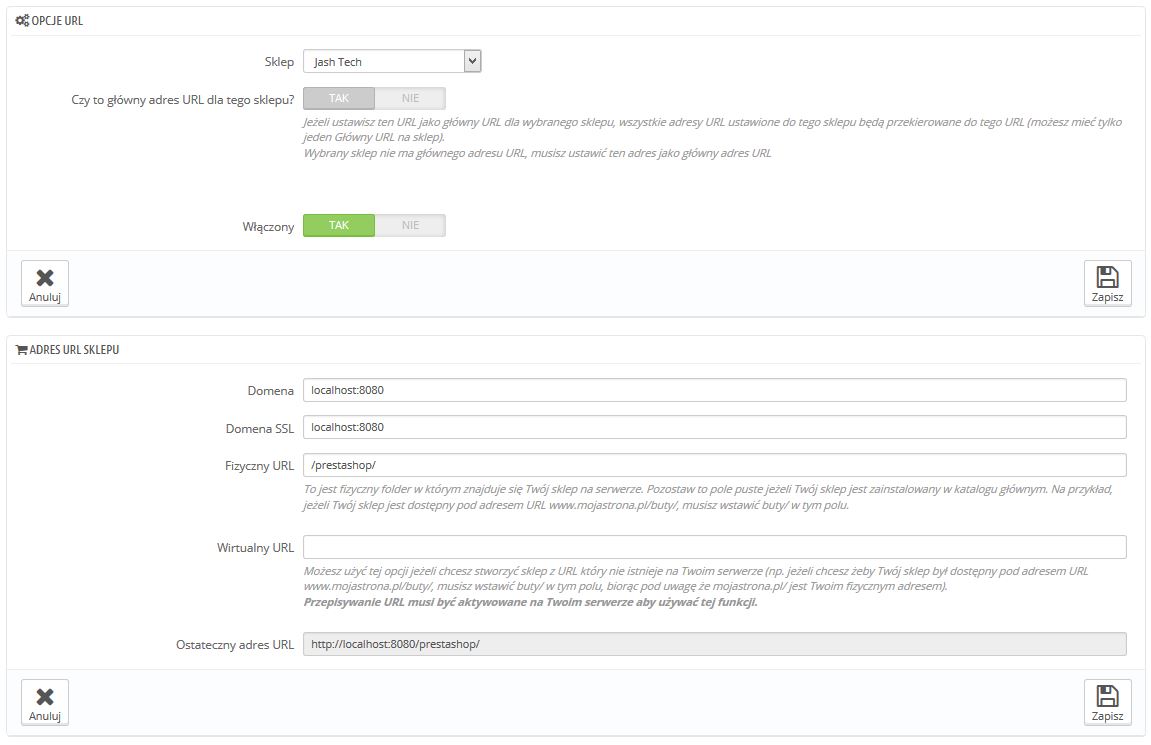 OPCJE URL
Sklep Jash Tech
Czy to główny adres URL dla tego sklepu? TAK NIE
Jeżeli ustawisz ten URL jako główny URL dla wybranego sklepu, wszystkie adresy URL ustawione do tego sklepu będą przekierowane do tego URL (możesz mieć tylko
jeden Główny URL na sklep).
Wybrany sklep nie ma głównego adresu URL, musisz ustawić ten adres jako główny adres URL
Włączony TAK NIE
Anuluj Zapisz
ADRES URL SKLEPU
Domena localhost:8080
Domena SSL localhost:8080
Fizyczny URL /prestashop/
To jest fizyczny folder w którym znajduje się Twój sklep na serwerze. Pozostaw to pole puste jeżeli Twój sklep jest zainstalowany w katalogu głównym. Na przykład,
jeżeli Twój sklep jest dostępny pod adresem URL www.mojastrona.pl/buty/, musisz wstawić buty/ w tym polu.
Wirtualny URL
Możesz użyć tej opcji jeżeli chcesz stworzyć sklep z URL który nie istnieje na Twoim serwerze (np. jeżeli chcesz żeby Twój sklep był dostępny pod adresem URL
www.mojastrona.pl/buty/, musisz wstawić buty/ w tym polu, biorąc pod uwagę że mojastrona.pl/ jest Twoim fizycznym adresem).
Przepisywanie URL musi być aktywowane na Twoim serwerze aby używać tej funkcji.
Ostateczny adres URL http://localhost:8080/prestashop/
Anuluj Zapisz